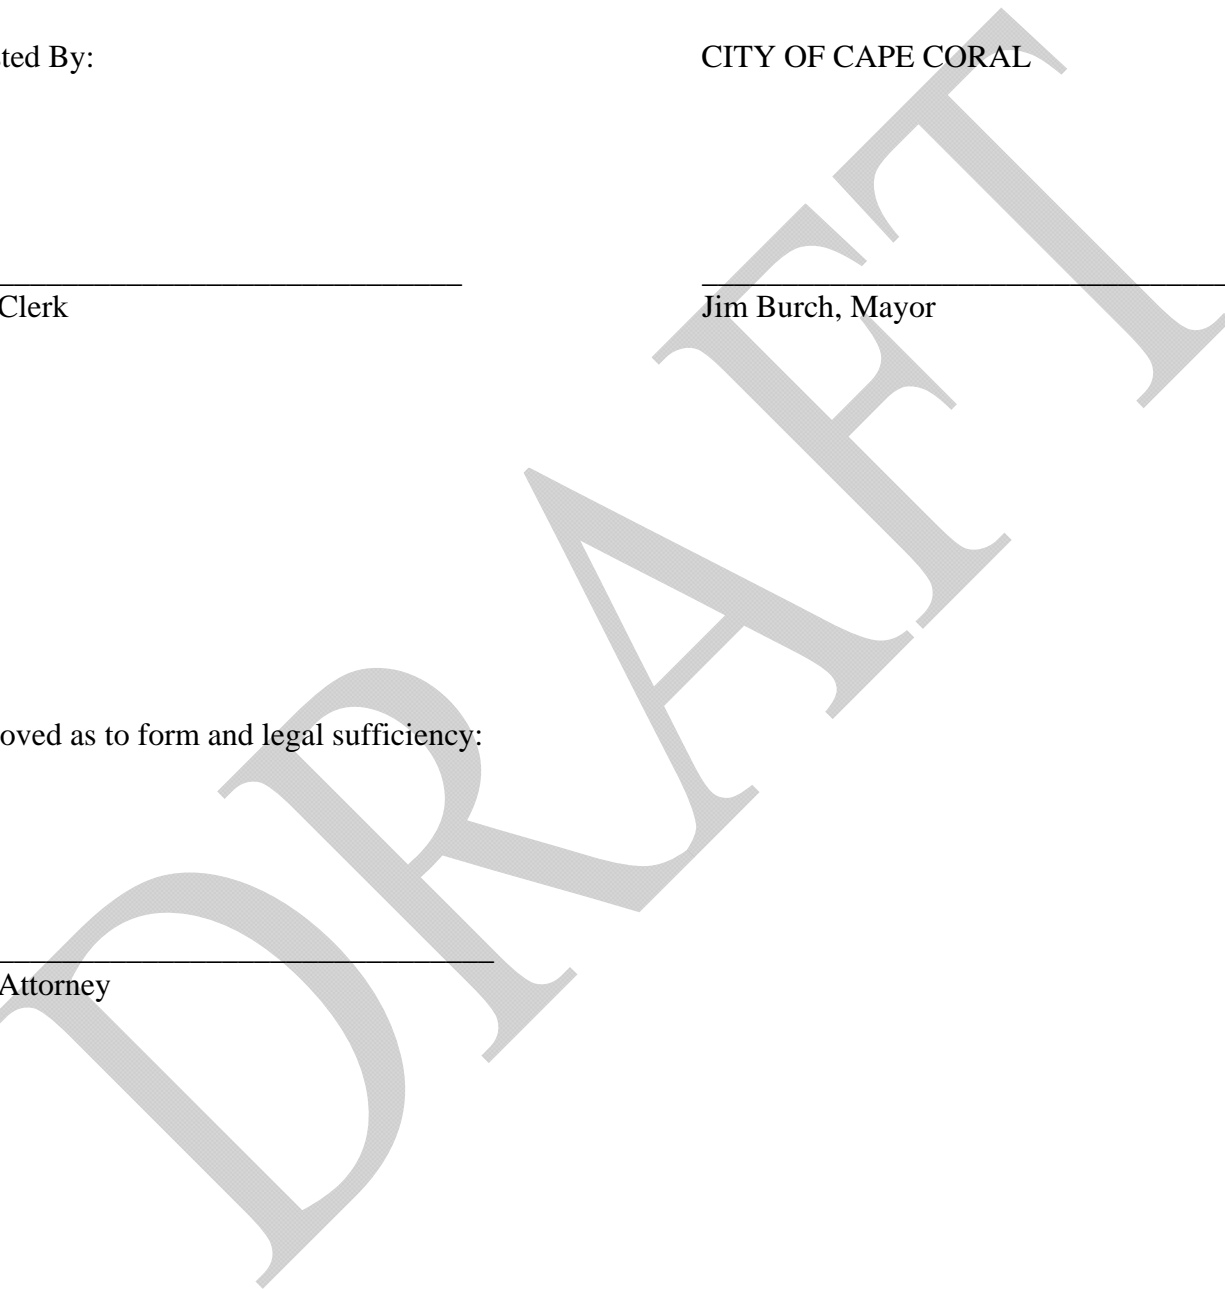 ted By:
CITY OF CAPE CORAL
Clerk
Jim Burch, Mayor
oved as to form and legal sufficiency:
Attorney
DRAFT